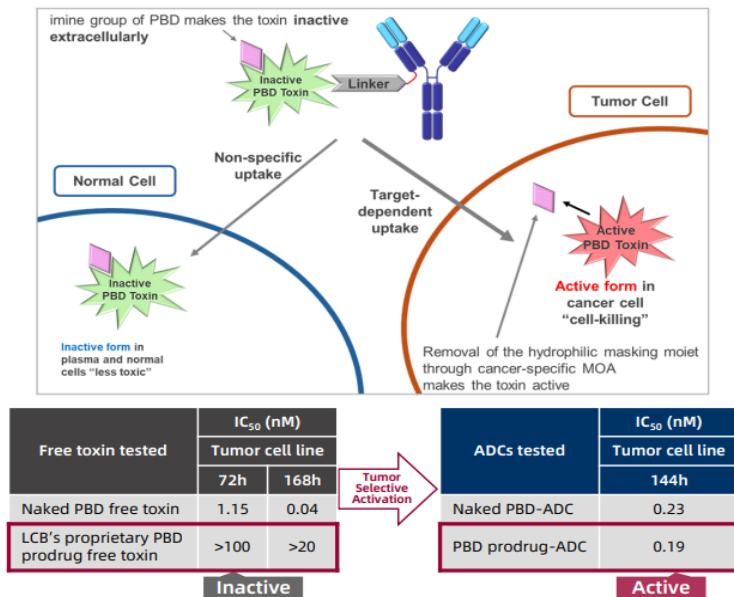 imine group of PBD makes the toxin inactive
extracellularly
Inactive
PBD Toxin
Linker
Tumor Cell
Normal Cell
Non-specific
uptake
Target-
dependent
uptake
Active
PBD Toxin
Inactive
PBD Toxin
Active form in
cancer cell
“cell-killing”
Inactive form in
plasma and normal
cells “less toxic”
Removal of the hydrophilic masking moiet
through cancer-specific MOA
makes the toxin active
Free toxin tested
IC50 (nM)
Tumor cell line
72h 168h
Naked PBD free toxin 1.15 0.04
LCB's proprietary PBD
prodrug free toxin >100 >20
Inactive
Tumor
Selective
Activation
ADCs tested
IC50 (nM)
Tumor cell line
144h
Naked PBD-ADC 0.23
PBD prodrug-ADC 0.19
Active